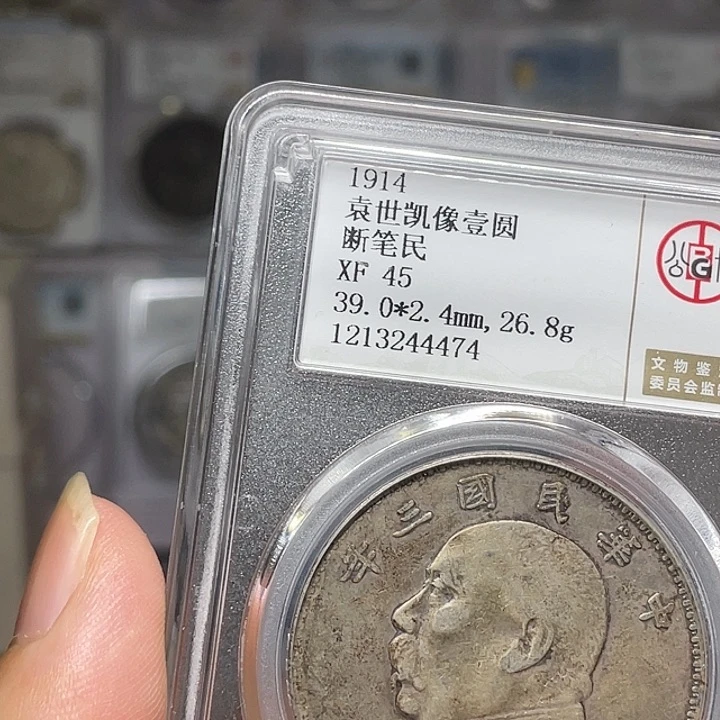 1914
袁世凯像壹圆
断笔民
XF 45
39.0*2.4mm, 26.8g
1213244474
公
文物鉴
委员会监
中華民國三年